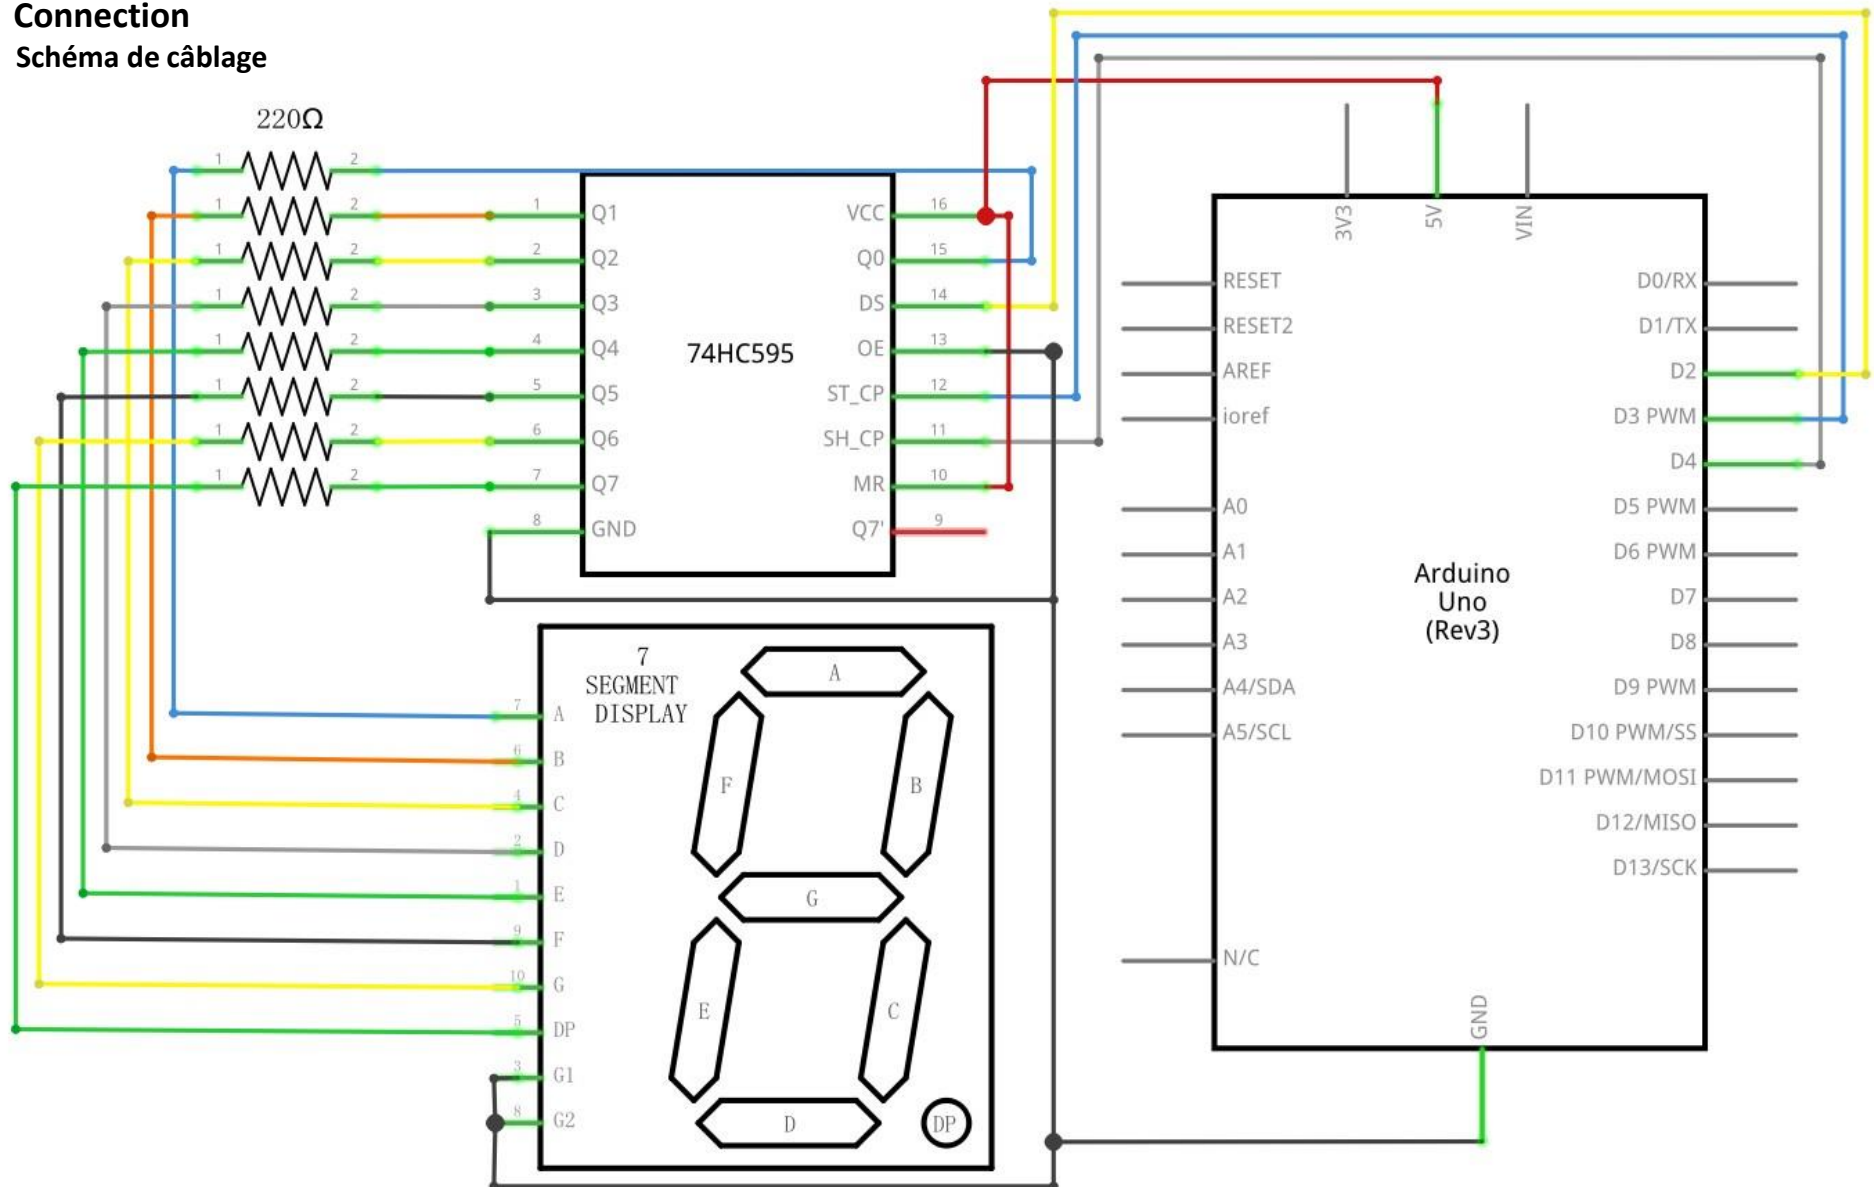 Connection
Schéma de câblage
220Ω
1 2
1 2
1 2
1 2
1 2
1 2
1 2
1 2
1 Q1
2 Q2
3 Q3
4 Q4
5 Q5
6 Q6
7 Q7
8 GND
74HC595
VCC 16
Q0 15
DS 14
OE 13
ST_CP 12
SH_CP 11
MR 10
Q7' 9
7
SEGMENT
DISPLAY
7 A
6 B
4 C
2 D
1 E
9 F
10 G
5 DP
3 G1
8 G2
A
F
B
G
E
C
D
DP
3V3
5V
VIN
RESET
RESET2
AREF
ioref
A0
A1
A2
A3
A4/SDA
A5/SCL
N/C
Arduino
Uno
(Rev3)
D0/RX
D1/TX
D2
D3 PWM
D4
D5 PWM
D6 PWM
D7
D8
D9 PWM
D10 PWM/SS
D11 PWM/MOSI
D12/MISO
D13/SCK
GND